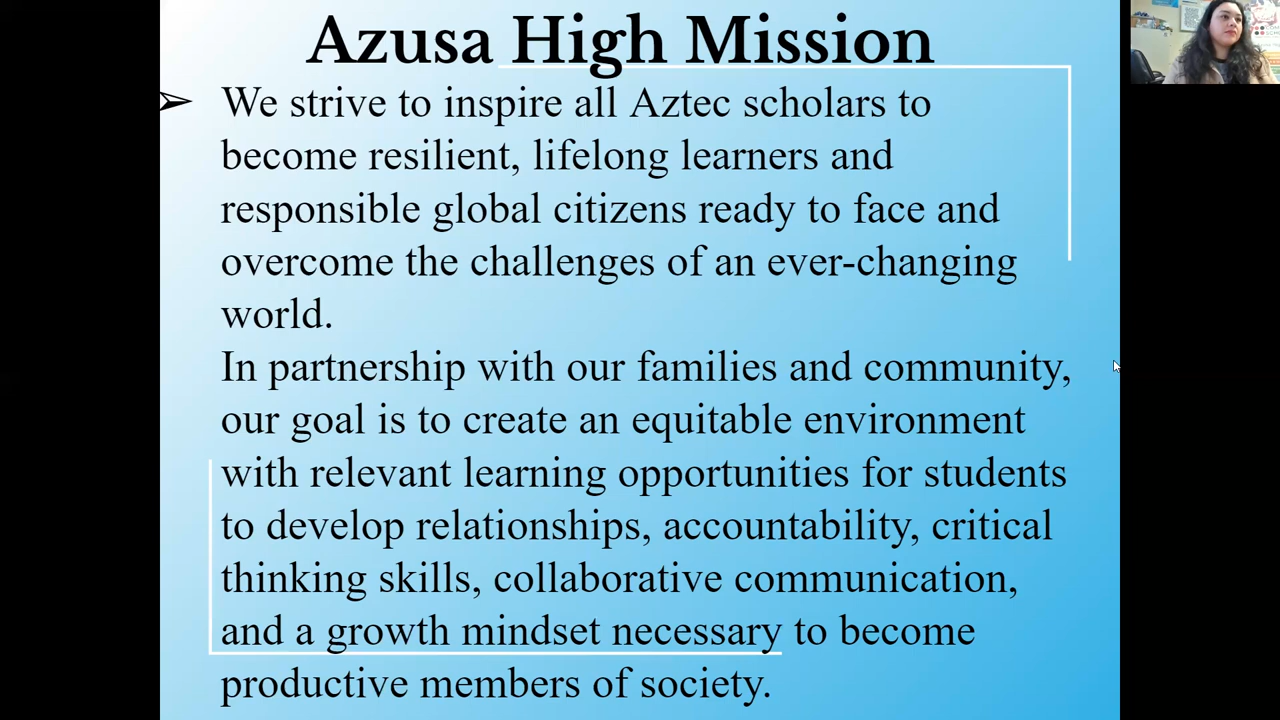 Azusa High Mission
➢ We strive to inspire all Aztec scholars to
become resilient, lifelong learners and
responsible global citizens ready to face and
overcome the challenges of an ever-changing
world.
In partnership with our families and community,
our goal is to create an equitable environment
with relevant learning opportunities for students
to develop relationships, accountability, critical
thinking skills, collaborative communication,
and a growth mindset necessary to become
productive members of society.